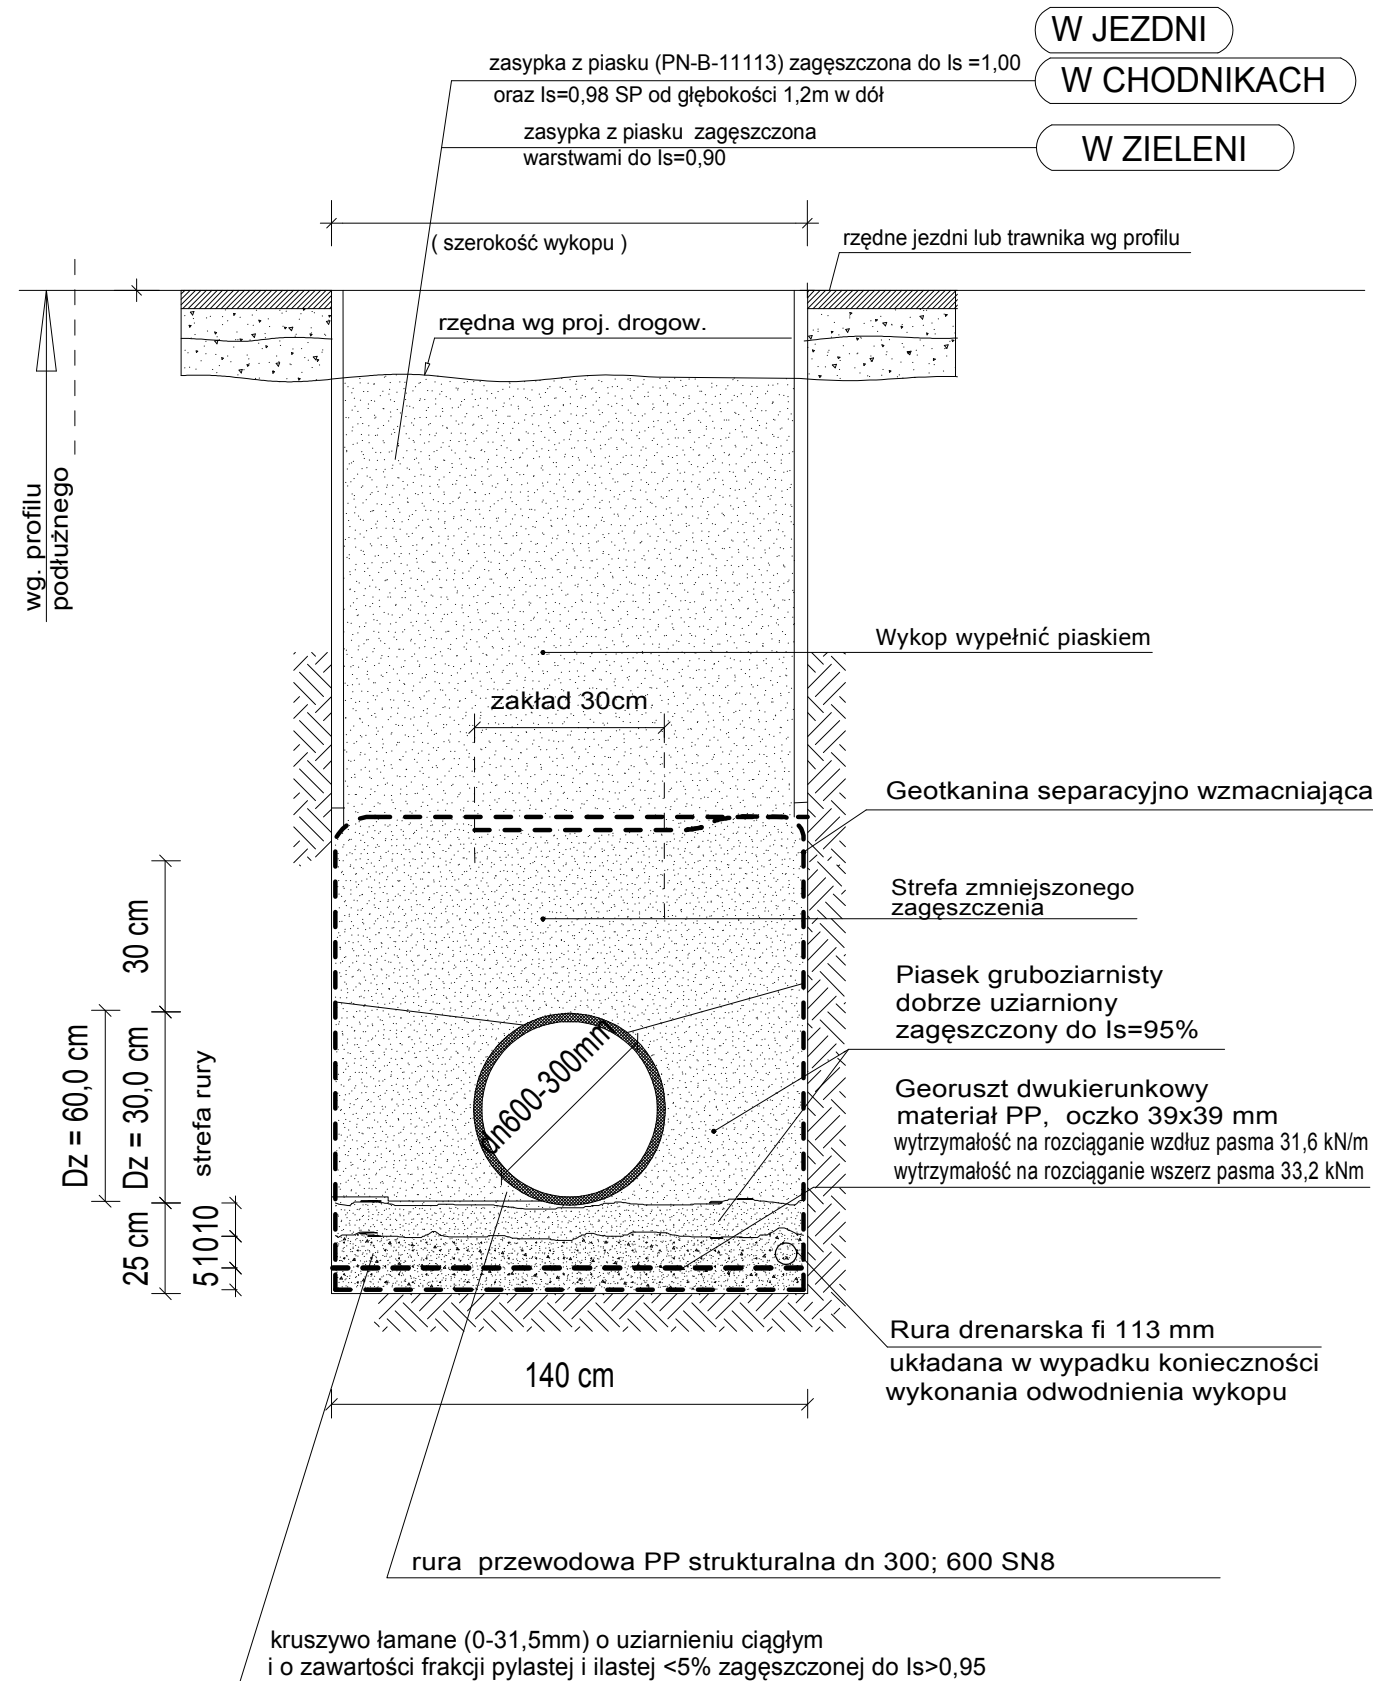 W JEZDNI
zasypka z piasku (PN-B-11113) zagęszczona do Is =1,00
W CHODNIKACH
oraz Is=0,98 SP od głębokości 1,2m w dół
zasypka z piasku zagęszczona
warstwami do Is=0,90
W ZIELENI
( szerokość wykopu )
rzędne jezdni lub trawnika wg profilu
rzędna wg proj. drogow.
wg. profilu
podłużnego
Wykop wypełnić piaskiem
zakład 30cm
Geotkanina separacyjno wzmacniająca
Strefa zmniejszonego
zagęszczenia
30 cm
Piasek gruboziarnisty
dobrze uziarniony
zagęszczony do Is=95%
Dz = 60,0 cm
Dz = 30,0 cm
strefa rury
dn600-300mm
Georuszt dwukierunkowy
materiał PP, oczko 39x39 mm
wytrzymałość na rozciąganie wzdłuz pasma 31,6 kN/m
wytrzymałość na rozciąganie wszerz pasma 33,2 kNm
25 cm
5 10 10
Rura drenarska fi 113 mm
układana w wypadku konieczności
wykonania odwodnienia wykopu
140 cm
rura przewodowa PP strukturalna dn 300; 600 SN8
kruszywo łamane (0-31,5mm) o uziarnieniu ciągłym
i o zawartości frakcji pylastej i ilastej <5% zagęszczonej do Is>0,95